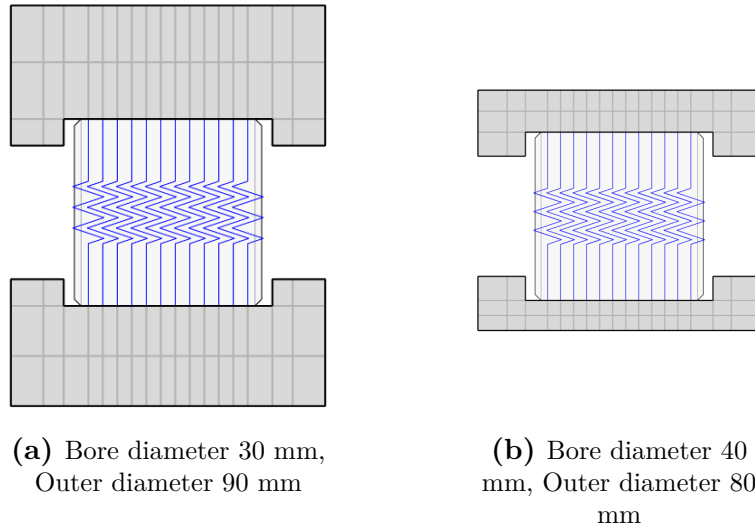 (a) Bore diameter 30 mm,
Outer diameter 90 mm
(b) Bore diameter 40
mm, Outer diameter 80
mm